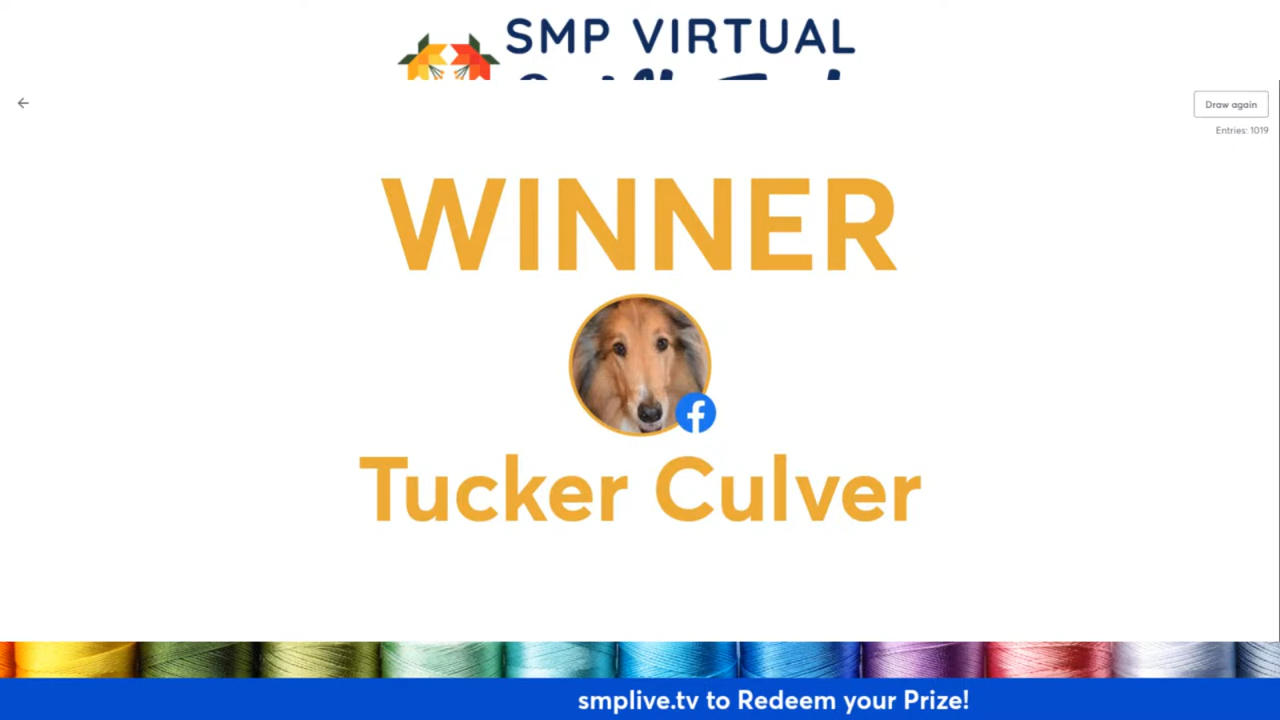 SMP VIRTUAL
Draw again
Entries: 1019
WINNER
Tucker Culver
smplive.tv to Redeem your Prize!